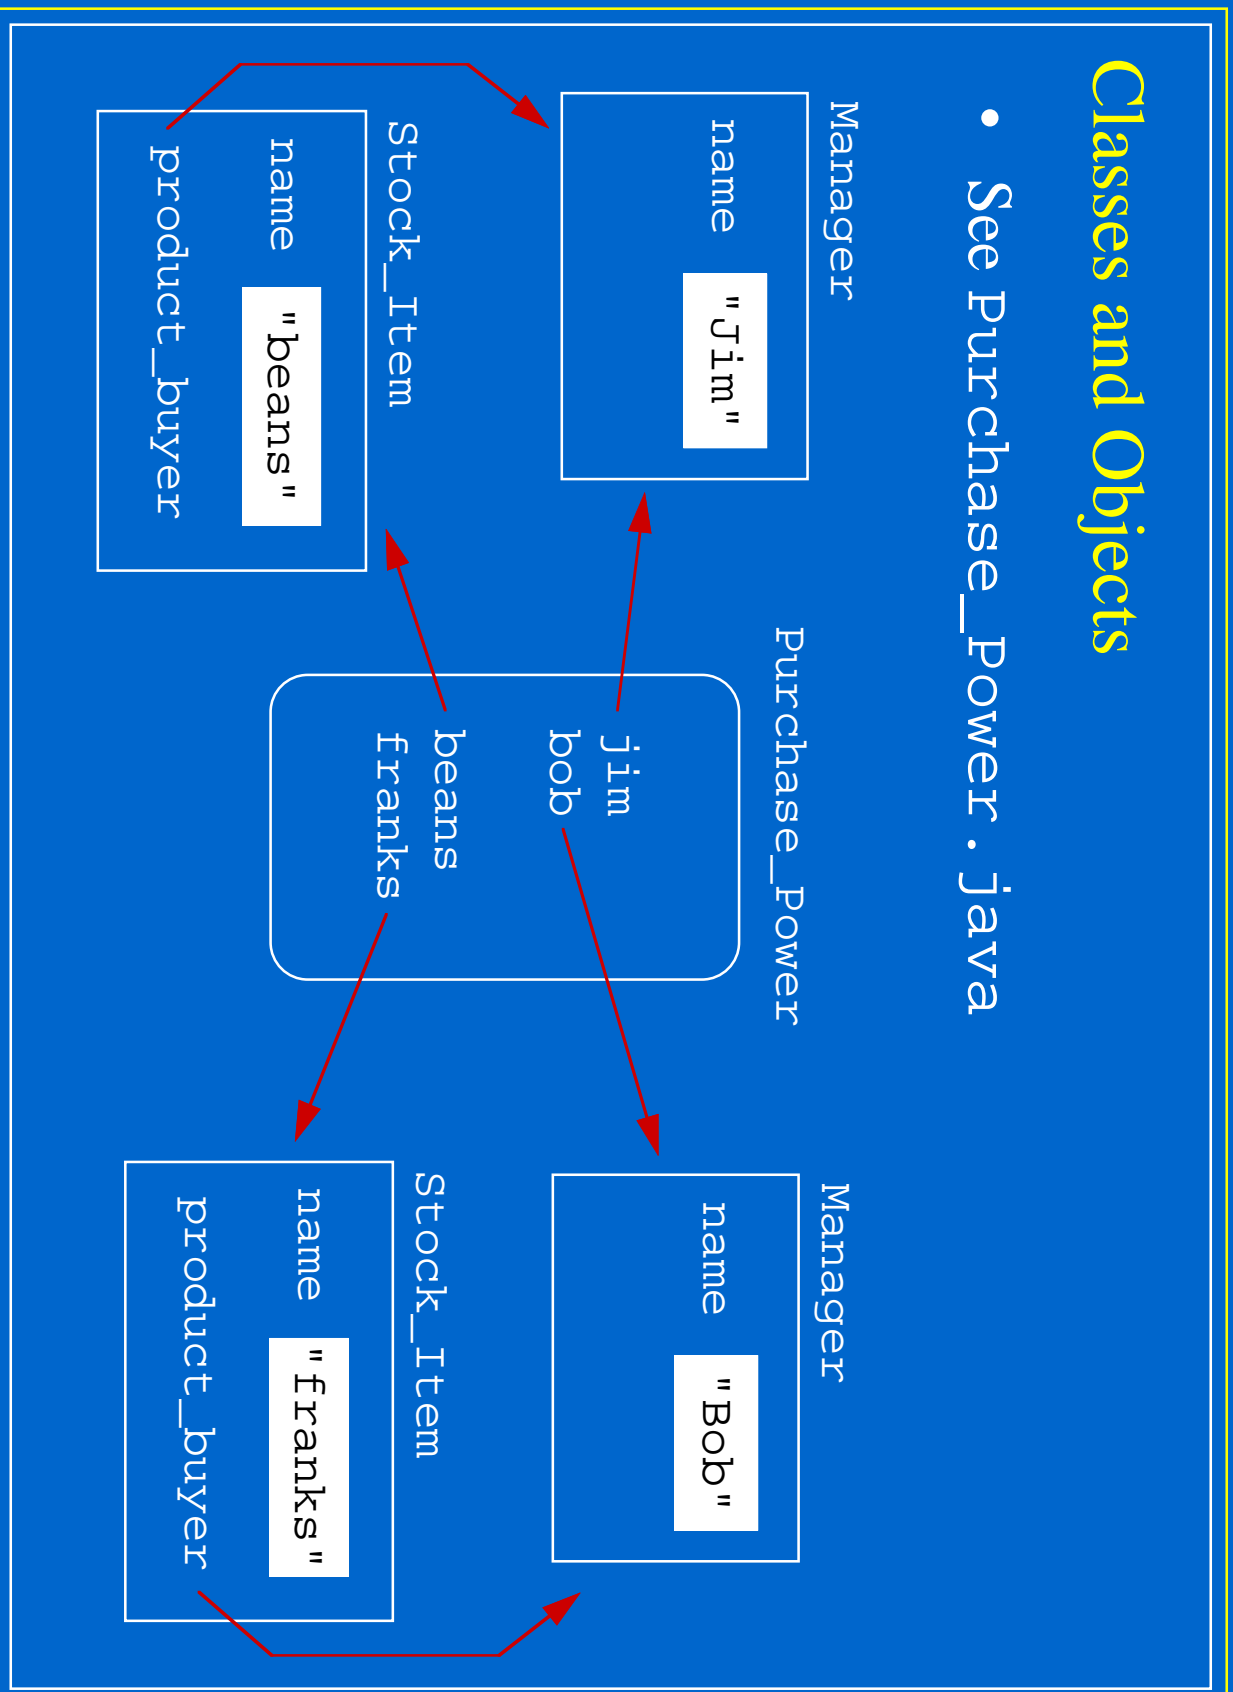 Classes and Objects
• See Purchase_Power.java
Manager
name "Jim"
Purchase_Power
jim
bob
beans
franks
Manager
name "Bob"
Stock_Item
name "beans"
product_buyer
Stock_Item
name "franks"
product_buyer